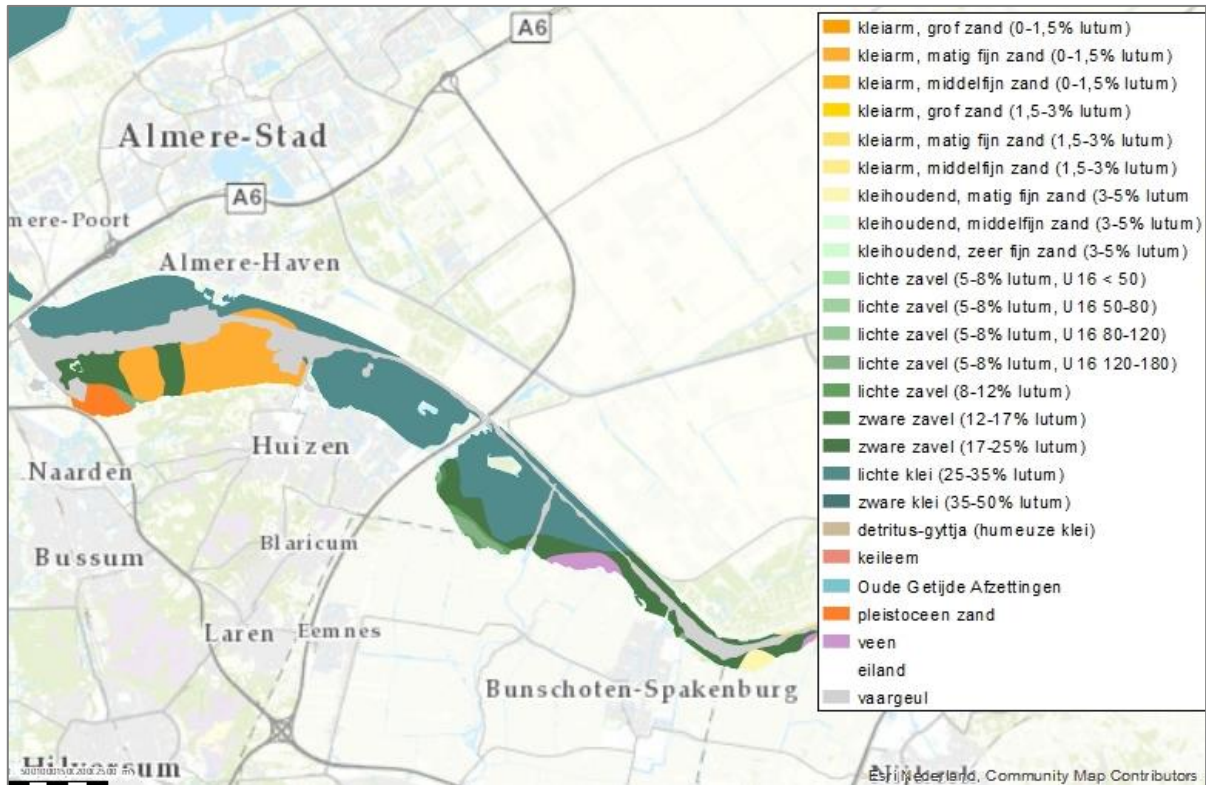 A6
Almere-Stad
A6
mere-Poort
Almere-Haven
Huizen
Naarden
Bussum
Blaricum
Laren
Eemnes
Bunschoten-Spakenburg
Hilversum
Nijkerk
kleiarm, grof zand (0-1,5% lutum)
kleiarm, matig fijn zand (0-1,5% lutum)
kleiarm, middelfijn zand (0-1,5% lutum)
kleiarm, grof zand (1,5-3% lutum)
kleiarm, matig fijn zand (1,5-3% lutum)
kleiarm, middelfijn zand (1,5-3% lutum)
kleihoudend, matig fijn zand (3-5% lutum
kleihoudend, middelfijn zand (3-5% lutum)
kleihoudend, zeer fijn zand (3-5% lutum)
lichte zavel (5-8% lutum, U16 < 50)
lichte zavel (5-8% lutum, U16 50-80)
lichte zavel (5-8% lutum, U16 80-120)
lichte zavel (5-8% lutum, U16 120-180)
lichte zavel (8-12% lutum)
zware zavel (12-17% lutum)
zware zavel (17-25% lutum)
lichte klei (25-35% lutum)
zware klei (35-50% lutum)
detritus-gyttja (humeuze klei)
keileem
Oude Getijde Afzettingen
pleistoceen zand
veen
eiland
vaargeul
Esri Nederland, Community Map Contributors